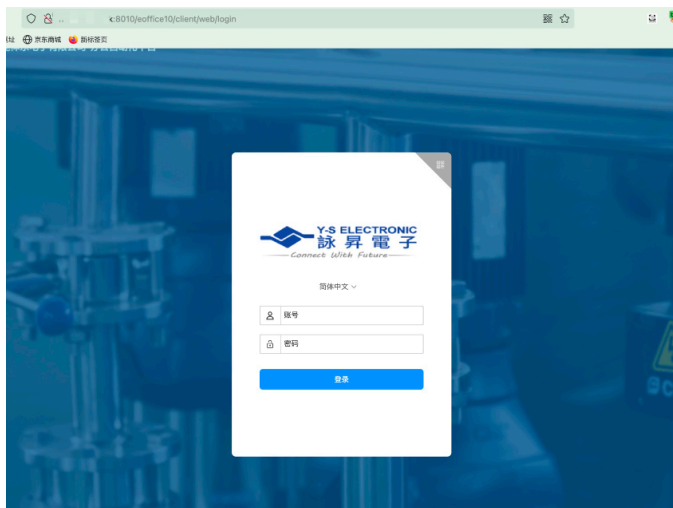 c:8010/eoffice10/client/web/login
京东商城 新标签页
Y-S ELECTRONIC
詠昇電子
Connect With Future
简体中文
账号
密码
登录